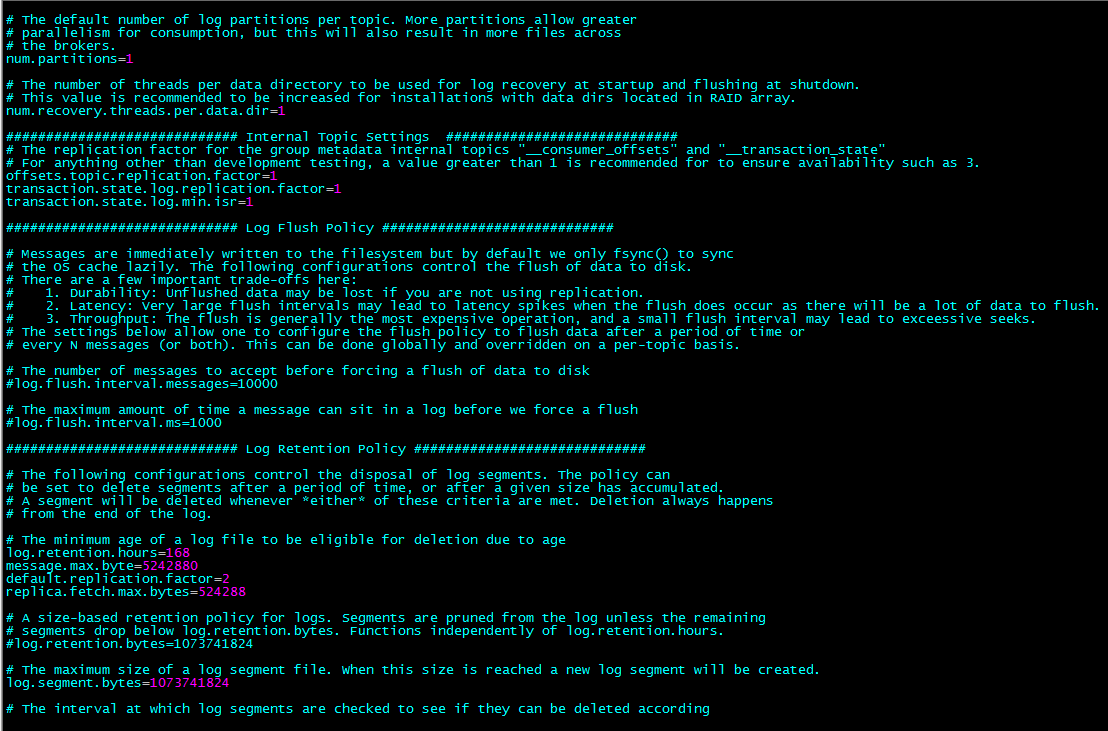 # The default number of log partitions per topic. More partitions allow greater
# parallelism for consumption, but this will also result in more files across
# the brokers.
num.partitions=1
# The number of threads per data directory to be used for log recovery at startup and flushing at shutdown.
# This value is recommended to be increased for installations with data dirs located in RAID array.
num.recovery.threads.per.data.dir=1
############################# Internal Topic Settings  #############################
# The replication factor for the group metadata internal topics "__consumer_offsets" and "__transaction_state"
# For anything other than development testing, a value greater than 1 is recommended for to ensure availability such as 3.
offsets.topic.replication.factor=1
transaction.state.log.replication.factor=1
transaction.state.log.min.isr=1
############################# Log Flush Policy #############################
# Messages are immediately written to the filesystem but by default we only fsync() to sync
# the OS cache lazily. The following configurations control the flush of data to disk.
# There are a few important trade-offs here:
#    1. Durability: Unflushed data may be lost if you are not using replication.
#    2. Latency: Very large flush intervals may lead to latency spikes when the flush does occur as there will be a lot of data to flush.
#    3. Throughput: The flush is generally the most expensive operation, and a small flush interval may lead to exceessive seeks.
# The settings below allow one to configure the flush policy to flush data after a period of time or
# every N messages (or both). This can be done globally and overridden on a per-topic basis.
# The number of messages to accept before forcing a flush of data to disk
#log.flush.interval.messages=10000
# The maximum amount of time a message can sit in a log before we force a flush
#log.flush.interval.ms=1000
############################# Log Retention Policy #############################
# The following configurations control the disposal of log segments. The policy can
# be set to delete segments after a period of time, or after a given size has accumulated.
# A segment will be deleted whenever *either* of these criteria are met. Deletion always happens
# from the end of the log.
# The minimum age of a log file to be eligible for deletion due to age
log.retention.hours=168
message.max.byte=5242880
default.replication.factor=2
replica.fetch.max.bytes=524288
# A size-based retention policy for logs. Segments are pruned from the log unless the remaining
# segments drop below log.retention.bytes. Functions independently of log.retention.hours.
#log.retention.bytes=1073741824
# The maximum size of a log segment file. When this size is reached a new log segment will be created.
log.segment.bytes=1073741824
# The interval at which log segments are checked to see if they can be deleted according